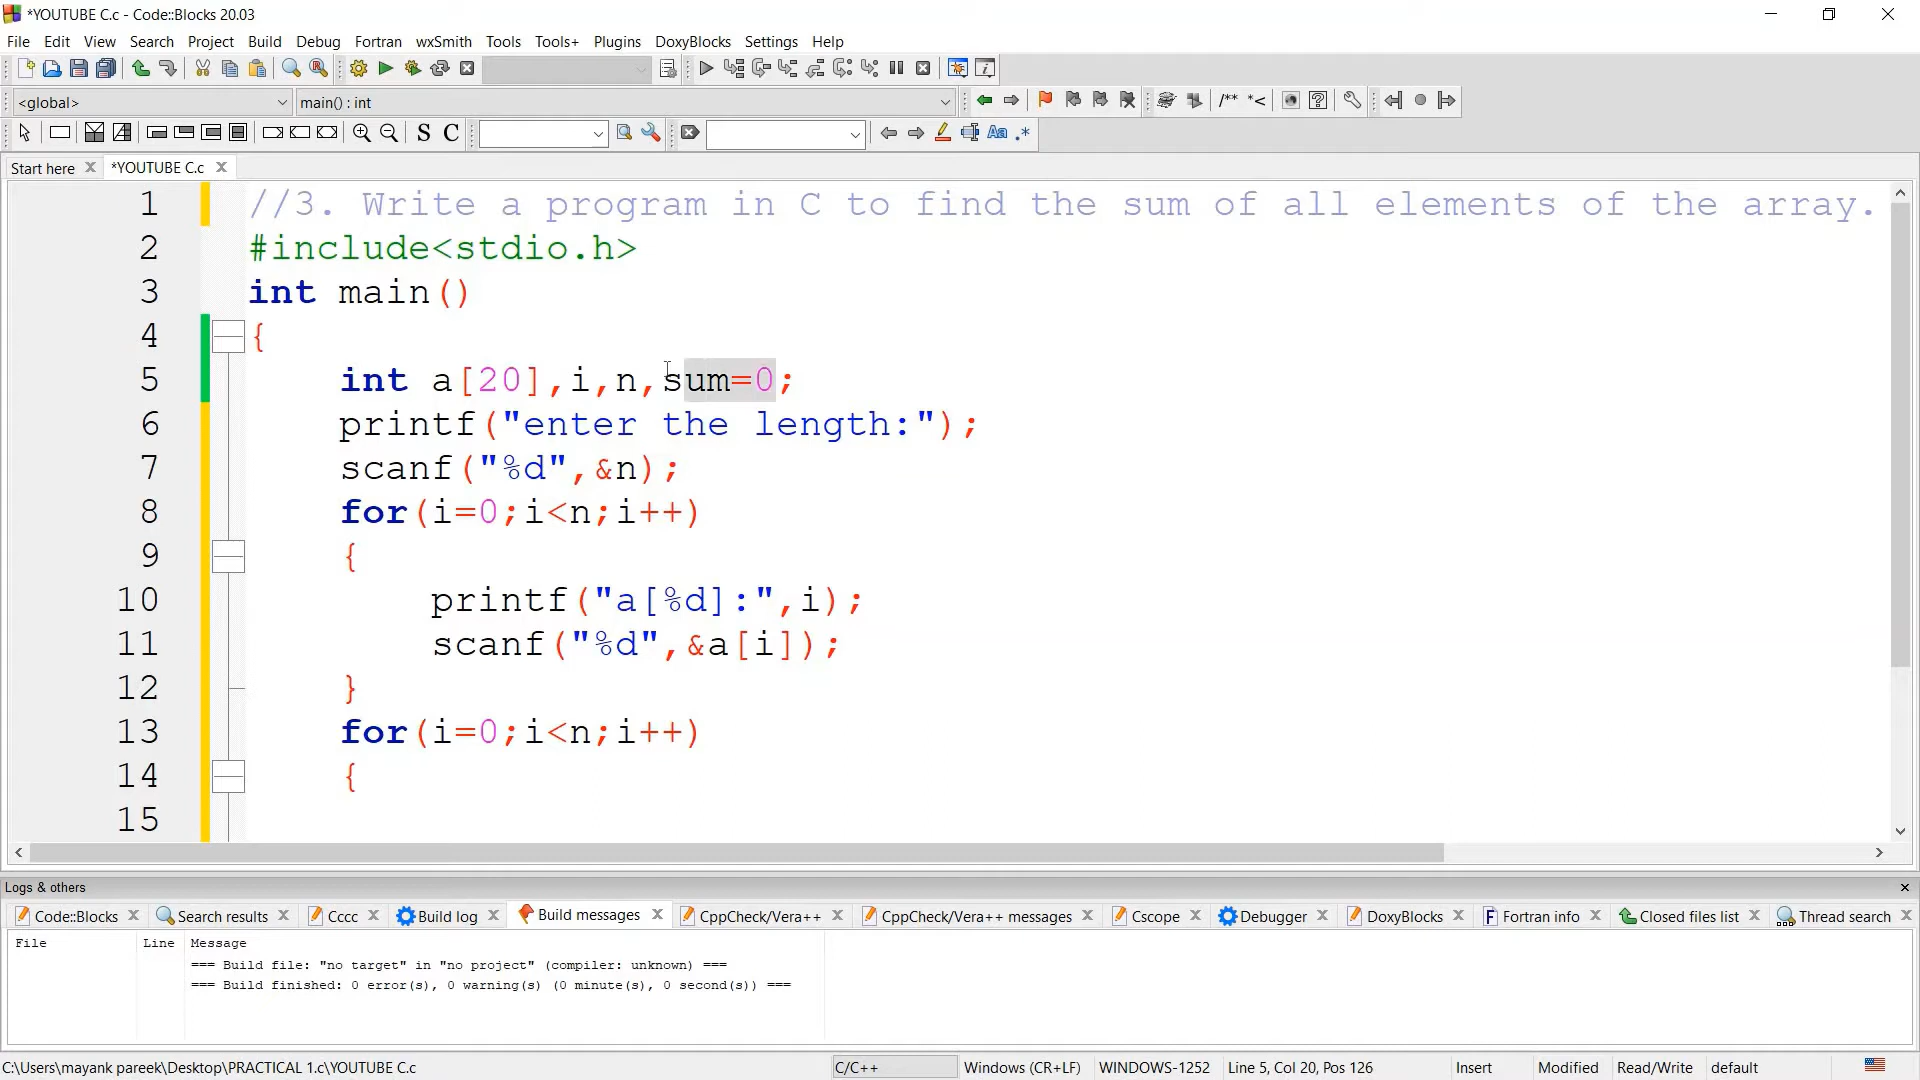 *YOUTUBE C.c - Code::Blocks 20.03
File Edit View Search Project Build Debug Fortran wxSmith Tools Tools+ Plugins DoxyBlocks Settings Help
<global> main() : int
/** *<
S C Aa .*
Start here *YOUTUBE C.c
1 //3. Write a program in C to find the sum of all elements of the array.
2 #include<stdio.h>
3 int main()
4 {
5 int a[20],i,n,sum=0;
6 printf("enter the length:");
7 scanf("%d",&n);
8 for(i=0;i<n;i++)
9 {
10 printf("a[%d]:",i);
11 scanf("%d",&a[i]);
12 }
13 for(i=0;i<n;i++)
14 {
15
Logs & others
Code::Blocks Search results Cccc Build log Build messages CppCheck/Vera++ CppCheck/Vera++ messages Cscope Debugger DoxyBlocks Fortran info Closed files list Thread search
File Line Message
=== Build file: "no target" in "no project" (compiler: unknown) ===
=== Build finished: 0 error(s), 0 warning(s) (0 minute(s), 0 second(s)) ===
C:\Users\mayank pareek\Desktop\PRACTICAL 1.c\YOUTUBE C.c C/C++ Windows (CR+LF) WINDOWS-1252 Line 5, Col 20, Pos 126 Insert Modified Read/Write default